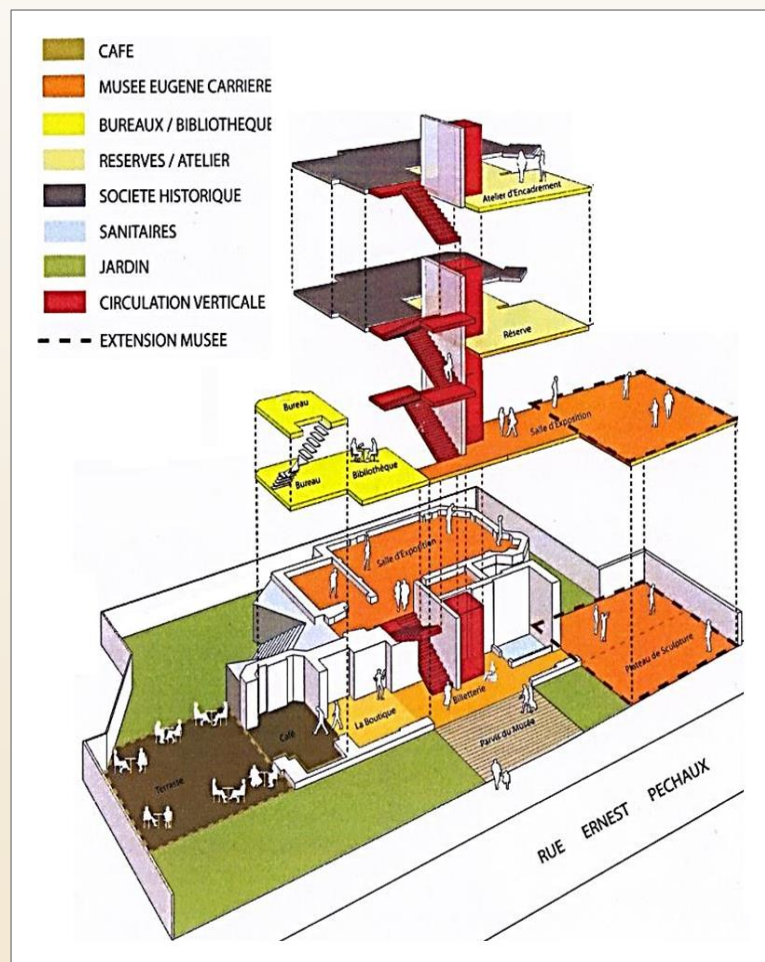 CAFE
MUSEE EUGENE CARRIERE
BUREAUX / BIBLIOTHEQUE
RESERVES / ATELIER
SOCIETE HISTORIQUE
SANITAIRES
JARDIN
CIRCULATION VERTICALE
EXTENSION MUSEE
Atelier d'Encadrement
Réserve
Bureau
Salle d'Exposition
Bibliothèque
Bureau
Salle d'Exposition
Plateau de Sculpture
Billetterie
La Boutique
Parvis du Musée
Café
Terrasse
RUE ERNEST PECHAUX